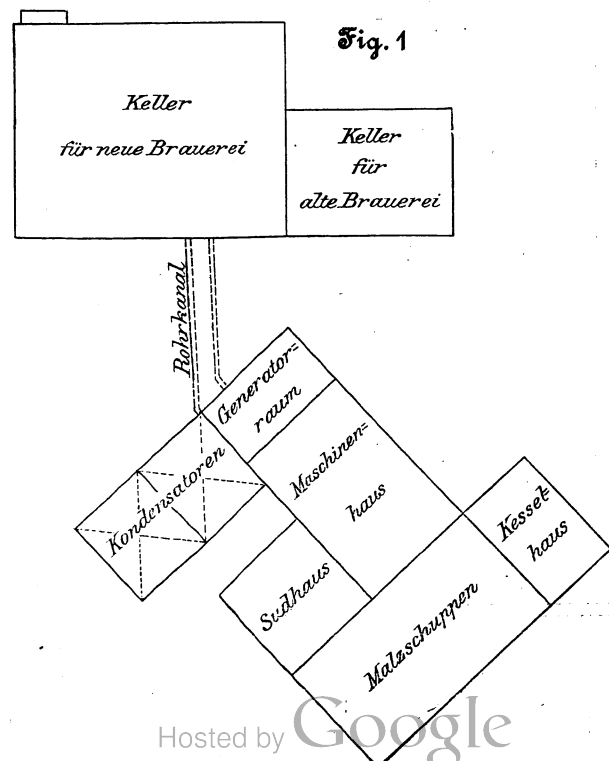 Fig. 1
Keller
für neue Brauerei
Keller
für
alte Brauerei
Rohrkanal
Generator=
raum
Maschinen=
haus
Kondensatoren
Kessel=
haus
Sudhaus
Malzschuppen
Hosted by Google